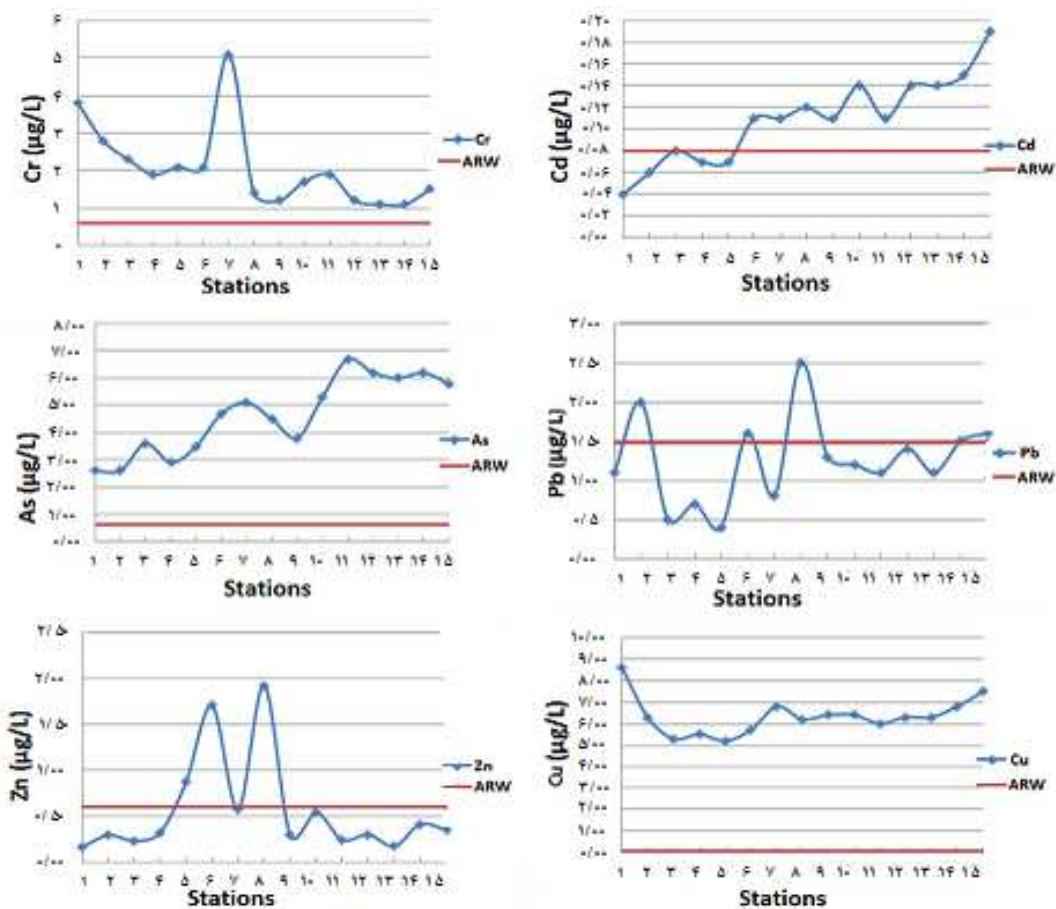 Cr (µg/L)
۶
۵
۴
۳
۲
۱
۰
۱ ۲ ۳ ۴ ۵ ۶ ۷ ۸ ۹ ۱۰ ۱۱ ۱۲ ۱۳ ۱۴ ۱۵
Stations
Cr
ARW
Cd (µg/L)
۰/۲۰
۰/۱۸
۰/۱۶
۰/۱۴
۰/۱۲
۰/۱۰
۰/۰۸
۰/۰۶
۰/۰۴
۰/۰۲
۰/۰۰
۱ ۲ ۳ ۴ ۵ ۶ ۷ ۸ ۹ ۱۰ ۱۱ ۱۲ ۱۳ ۱۴ ۱۵
Stations
Cd
ARW
As (µg/L)
۸/۰۰
۷/۰۰
۶/۰۰
۵/۰۰
۴/۰۰
۳/۰۰
۲/۰۰
۱/۰۰
۰/۰۰
۱ ۲ ۳ ۴ ۵ ۶ ۷ ۸ ۹ ۱۰ ۱۱ ۱۲ ۱۳ ۱۴ ۱۵
Stations
As
ARW
Pb (µg/L)
۳/۰۰
۲/۵۰
۲/۰۰
۱/۵۰
۱/۰۰
۰/۵۰
۰/۰۰
۱ ۲ ۳ ۴ ۵ ۶ ۷ ۸ ۹ ۱۰ ۱۱ ۱۲ ۱۳ ۱۴ ۱۵
Stations
Pb
ARW
Zn (µg/L)
۲/۵۰
۲/۰۰
۱/۵۰
۱/۰۰
۰/۵۰
۰/۰۰
۱ ۲ ۳ ۴ ۵ ۶ ۷ ۸ ۹ ۱۰ ۱۱ ۱۲ ۱۳ ۱۴ ۱۵
Stations
Zn
ARW
Cu (µg/L)
۱۰/۰۰
۹/۰۰
۸/۰۰
۷/۰۰
۶/۰۰
۵/۰۰
۴/۰۰
۳/۰۰
۲/۰۰
۱/۰۰
۰/۰۰
۱ ۲ ۳ ۴ ۵ ۶ ۷ ۸ ۹ ۱۰ ۱۱ ۱۲ ۱۳ ۱۴ ۱۵
Stations
Cu
ARW